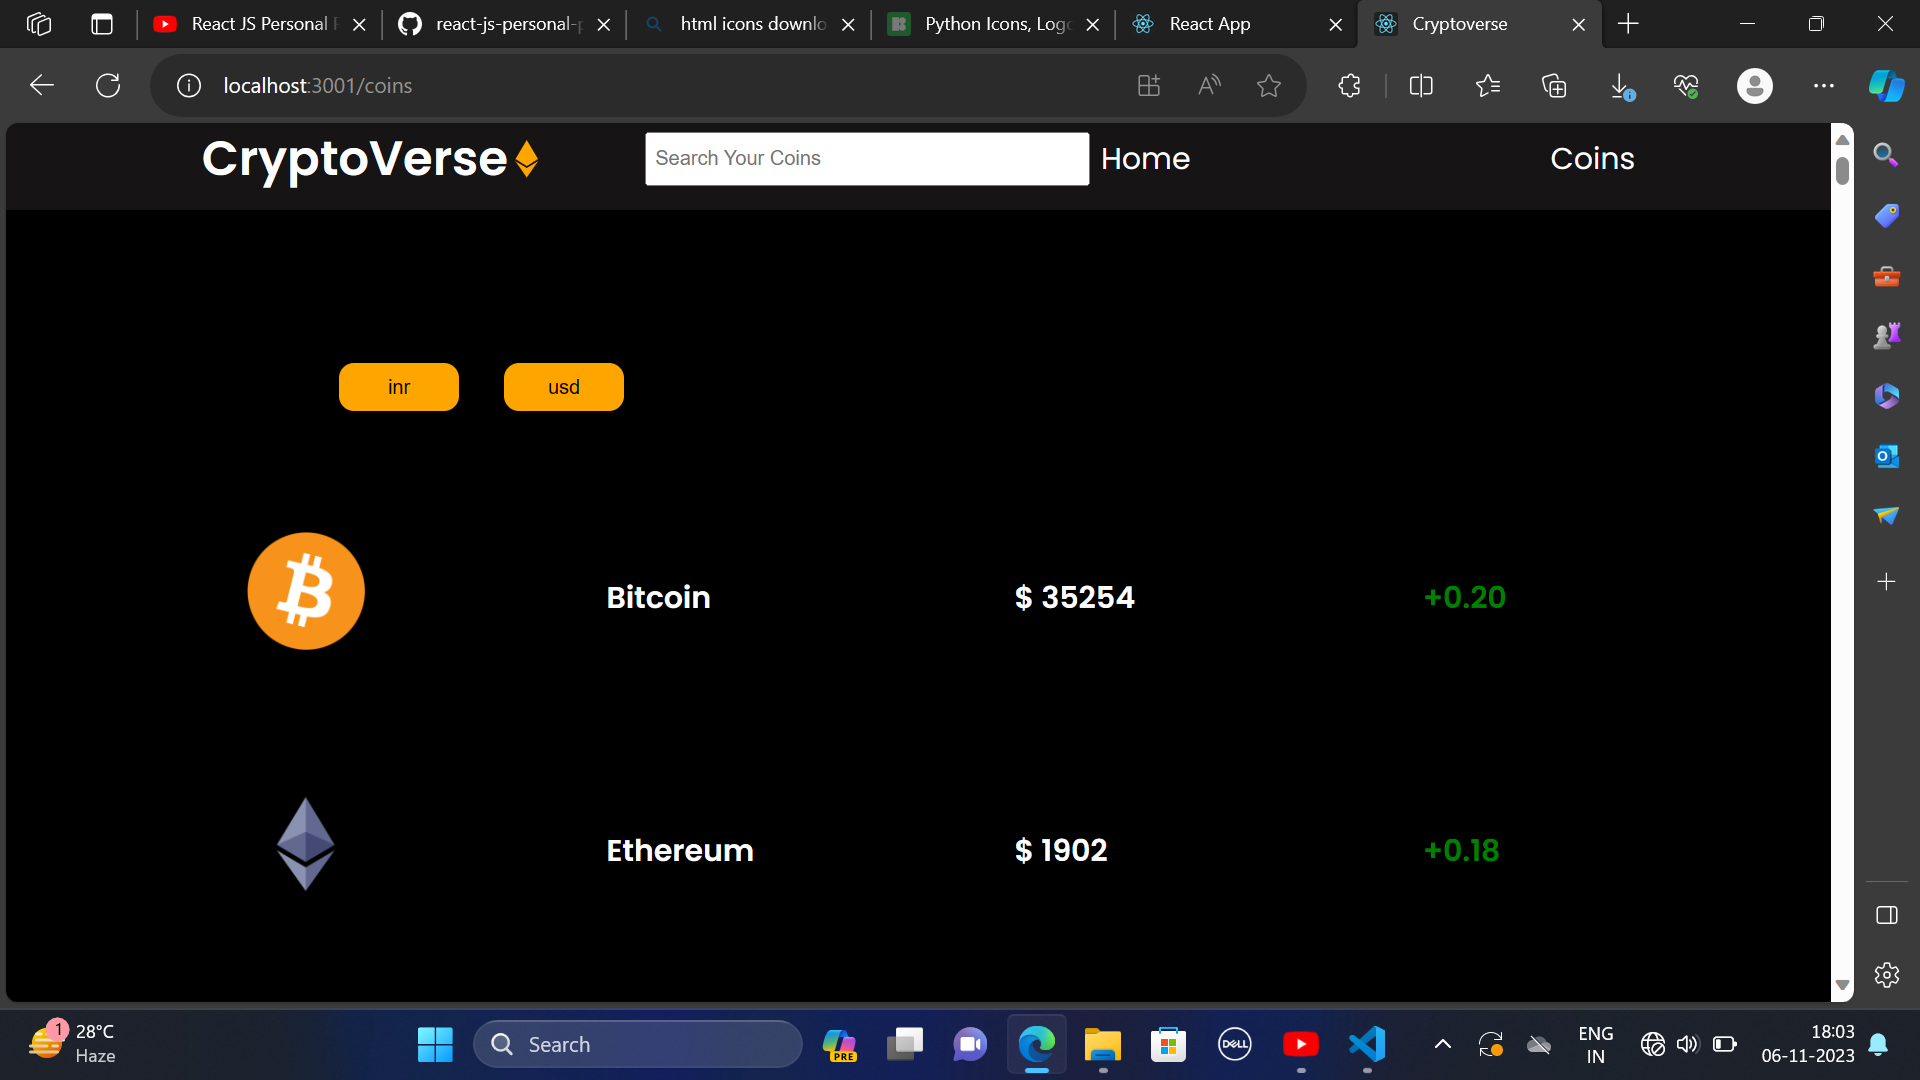 React JS Personal
react-js-personal-p
html icons downlo
Python Icons, Logo
React App
Cryptoverse
localhost:3001/coins
CryptoVerse
Search Your Coins
Home
Coins
inr
usd
Bitcoin
$ 35254
+0.20
Ethereum
$ 1902
+0.18
1
28°C
Haze
Search
PRE
DELL
ENG
IN
18:03
06-11-2023